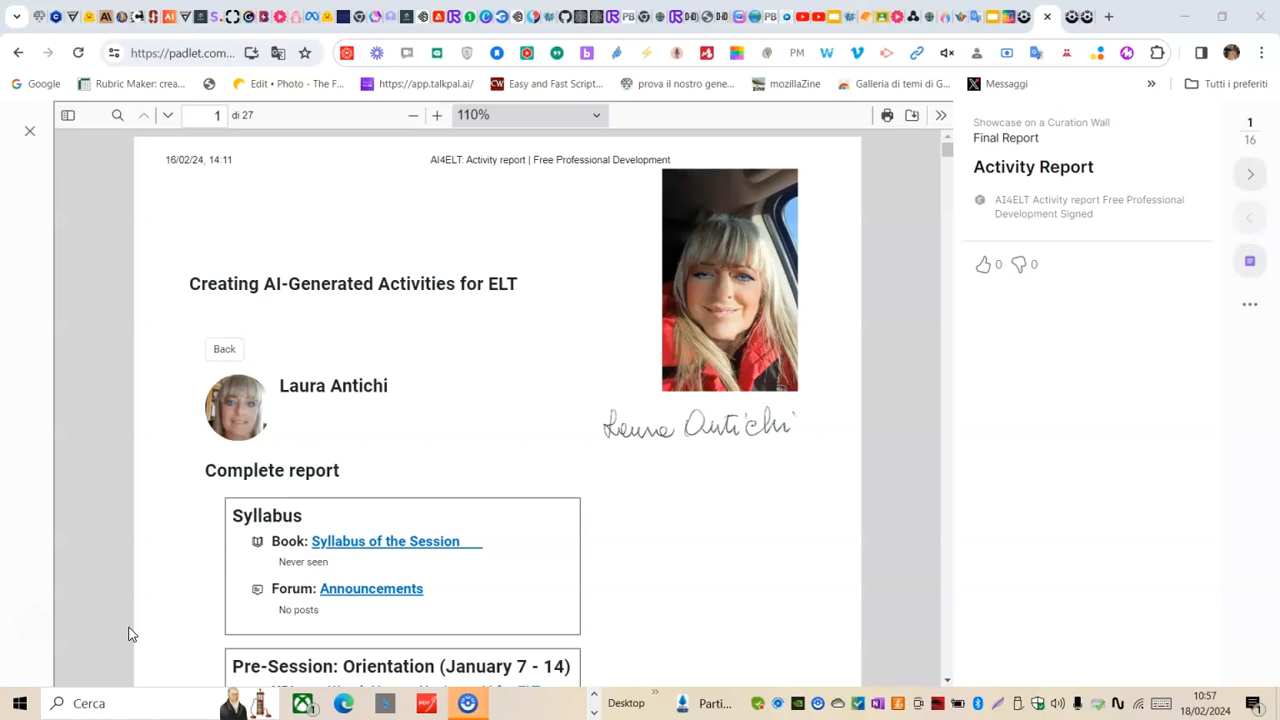 https://padlet.com...
PM
Google
Rubric Maker: crea...
Edit • Photo - The F...
https://app.talkpal.ai/
Easy and Fast Script...
prova il nostro gene...
mozillaZine
Galleria di temi di G...
Messaggi
»
Tutti i preferiti
1 di 27
110%
16/02/24, 14:11
AI4ELT. Activity report | Free Professional Development
Creating AI-Generated Activities for ELT
Back
Laura Antichi
Laura Antichi
Complete report
Syllabus
Book: Syllabus of the Session
Never seen
Forum: Announcements
No posts
Pre-Session: Orientation (January 7 - 14)
Showcase on a Curation Wall
Final Report
Activity Report
AI4ELT Activity report Free Professional
Development Signed
0 0
1
16
Cerca
Desktop
Parti...
10:57
18/02/2024